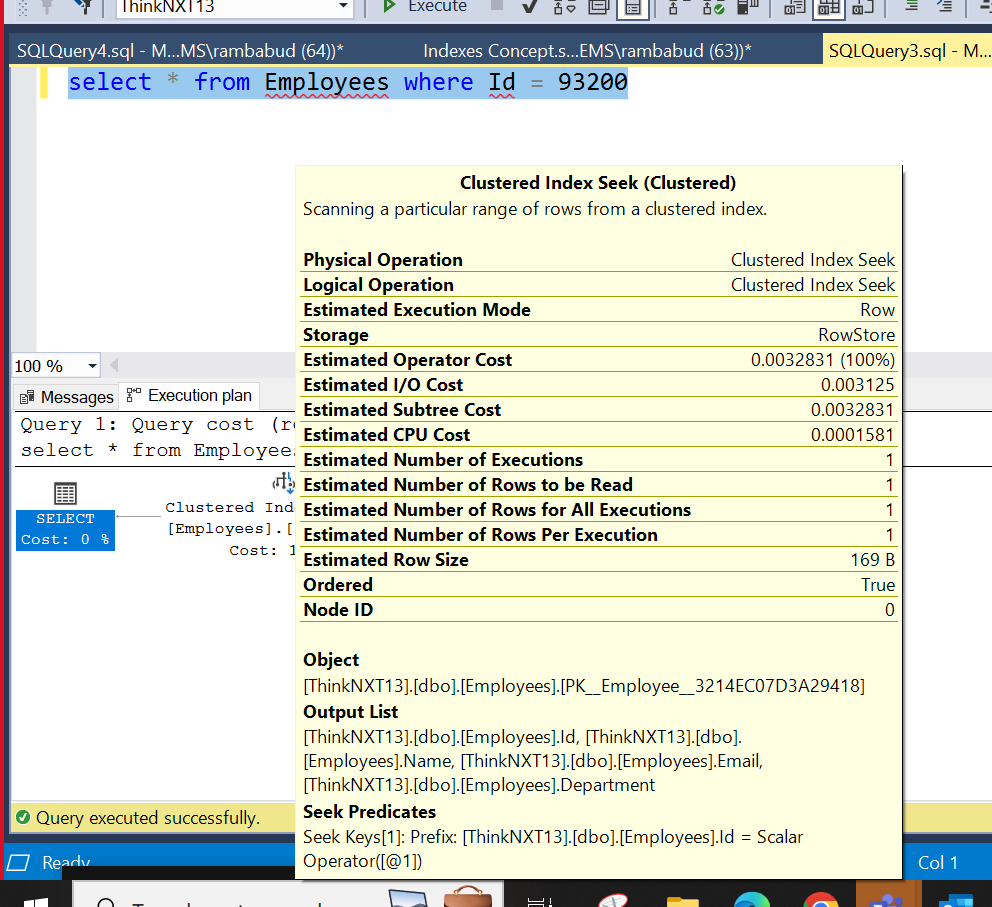 ThinkNXT13
Execute
SQLQuery4.sql - M...MS\rambabud (64))*
Indexes Concept.s...EMS\rambabud (63))*
SQLQuery3.sql - M...
select * from Employees where Id = 93200
Clustered Index Seek (Clustered)
Scanning a particular range of rows from a clustered index.
Physical Operation Clustered Index Seek
Logical Operation Clustered Index Seek
Estimated Execution Mode Row
Storage RowStore
Estimated Operator Cost 0.0032831 (100%)
Estimated I/O Cost 0.003125
Estimated Subtree Cost 0.0032831
Estimated CPU Cost 0.0001581
Estimated Number of Executions 1
Estimated Number of Rows to be Read 1
Estimated Number of Rows for All Executions 1
Estimated Number of Rows Per Execution 1
Estimated Row Size 169 B
Ordered True
Node ID 0
Object
[ThinkNXT13].[dbo].[Employees].[PK__Employee__3214EC07D3A29418]
Output List
[ThinkNXT13].[dbo].[Employees].Id, [ThinkNXT13].[dbo].
[Employees].Name, [ThinkNXT13].[dbo].[Employees].Email,
[ThinkNXT13].[dbo].[Employees].Department
Seek Predicates
Seek Keys[1]: Prefix: [ThinkNXT13].[dbo].[Employees].Id = Scalar
Operator([@1])
100 %
Messages
Execution plan
Query 1: Query cost (re
select * from Employees
SELECT
Cost: 0 %
Clustered Ind
[Employees].[
Cost: 1
Query executed successfully.
Ready
Col 1